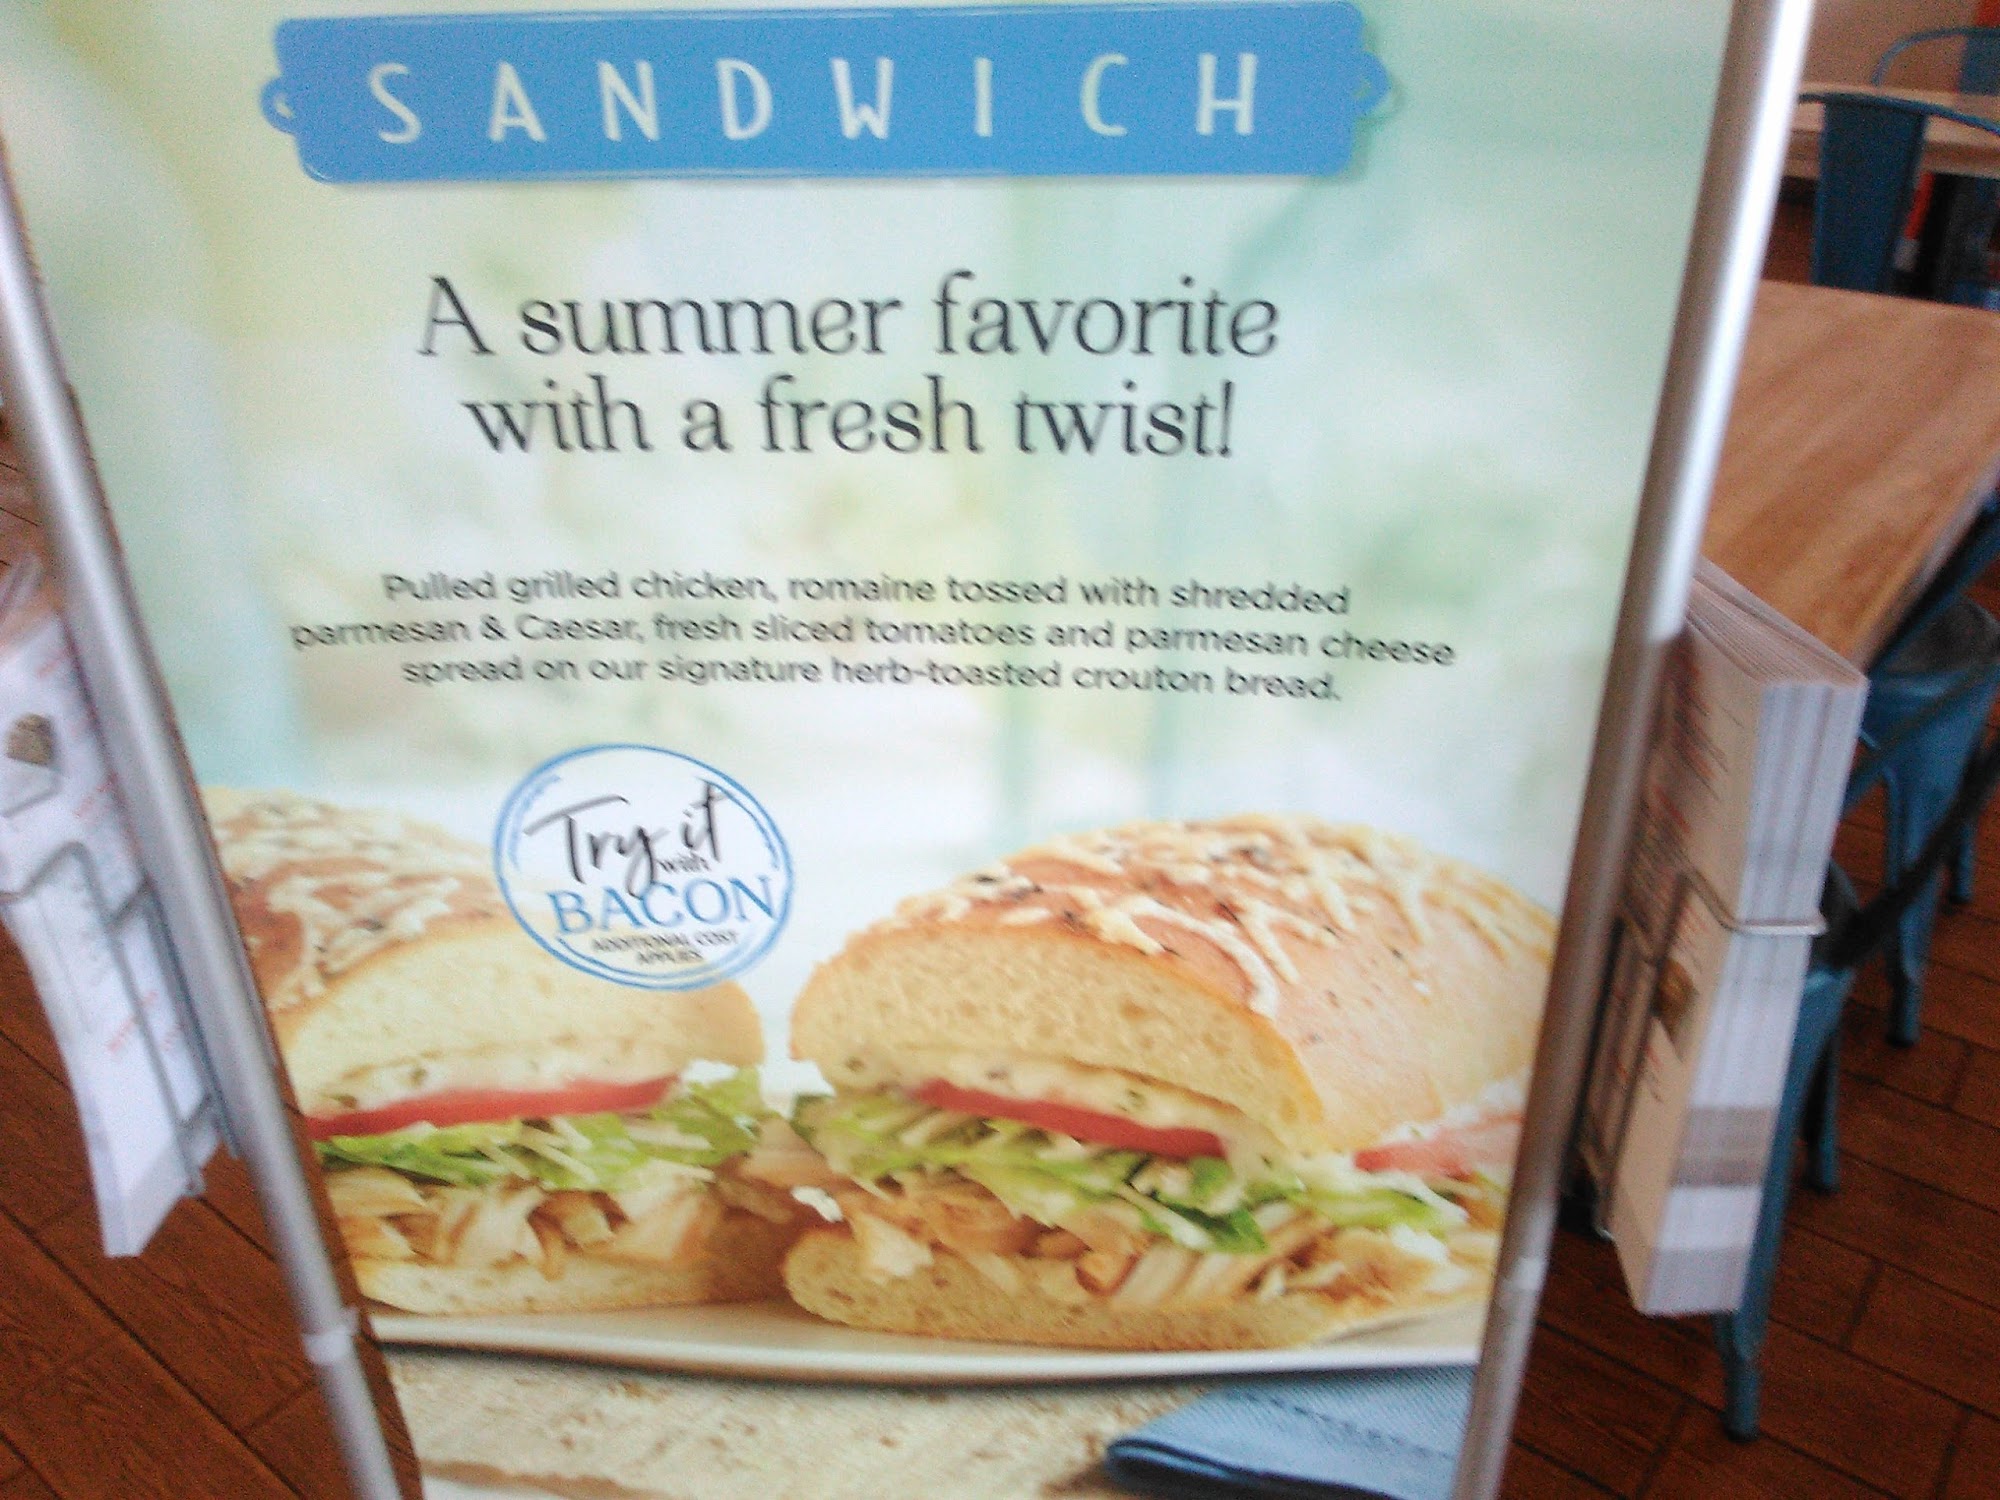 SANDWICH
A summer favorite
with a fresh twist!
Pulled grilled chicken, romaine tossed with shredded
parmesan & Caesar, fresh sliced tomatoes and parmesan cheese
spread on our signature herb-toasted crouton bread.
Try it
with
BACON
ADDITIONAL COST
APPLIES